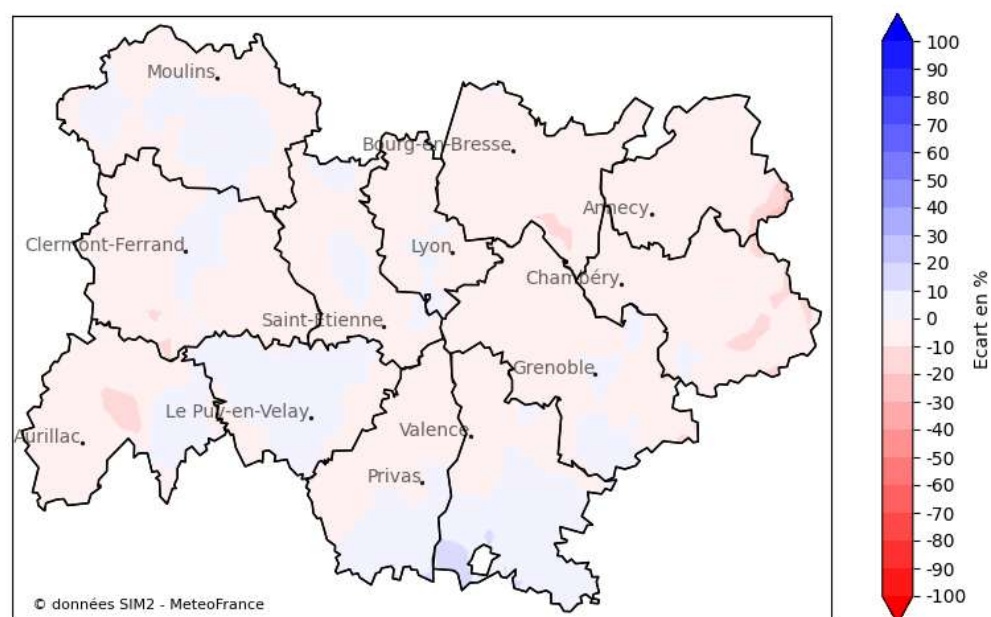 Moulins
Bourg-en-Bresse
Annecy
Clermont-Ferrand
Lyon
Chambéry
Saint-Etienne
Grenoble
Le Puy-en-Velay
Aurillac
Valence
Privas
© données SIM2 - MeteoFrance
100
90
80
70
60
50
40
30
20
10
0
-10
-20
-30
-40
-50
-60
-70
-80
-90
-100
Ecart en %